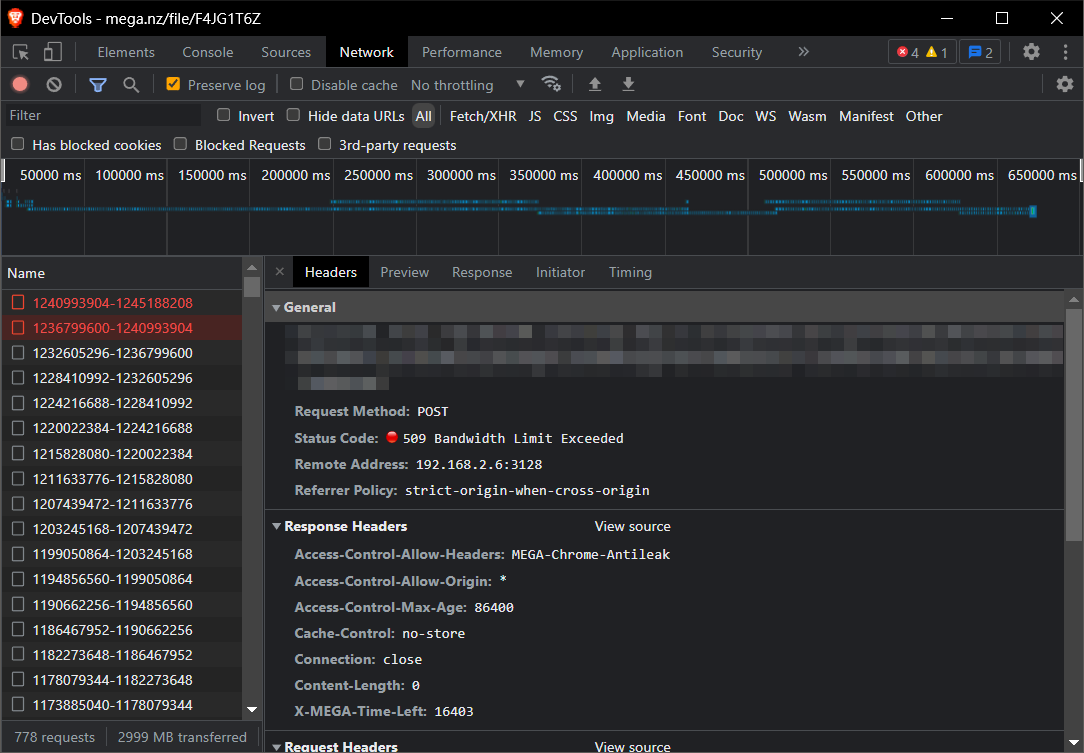 DevTools - mega.nz/file/F4JG1T6Z
Elements Console Sources Network Performance Memory Application Security » 4 1 2
Preserve log Disable cache No throttling
Filter Invert Hide data URLs All Fetch/XHR JS CSS Img Media Font Doc WS Wasm Manifest Other
Has blocked cookies Blocked Requests 3rd-party requests
50000 ms 100000 ms 150000 ms 200000 ms 250000 ms 300000 ms 350000 ms 400000 ms 450000 ms 500000 ms 550000 ms 600000 ms 650000 ms
Name
1240993904-1245188208
1236799600-1240993904
1232605296-1236799600
1228410992-1232605296
1224216688-1228410992
1220022384-1224216688
1215828080-1220022384
1211633776-1215828080
1207439472-1211633776
1203245168-1207439472
1199050864-1203245168
1194856560-1199050864
1190662256-1194856560
1186467952-1190662256
1182273648-1186467952
1178079344-1182273648
1173885040-1178079344
778 requests 2999 MB transferred
× Headers Preview Response Initiator Timing
General
Request Method: POST
Status Code: 509 Bandwidth Limit Exceeded
Remote Address: 192.168.2.6:3128
Referrer Policy: strict-origin-when-cross-origin
Response Headers View source
Access-Control-Allow-Headers: MEGA-Chrome-Antileak
Access-Control-Allow-Origin: *
Access-Control-Max-Age: 86400
Cache-Control: no-store
Connection: close
Content-Length: 0
X-MEGA-Time-Left: 16403
Request Headers View source